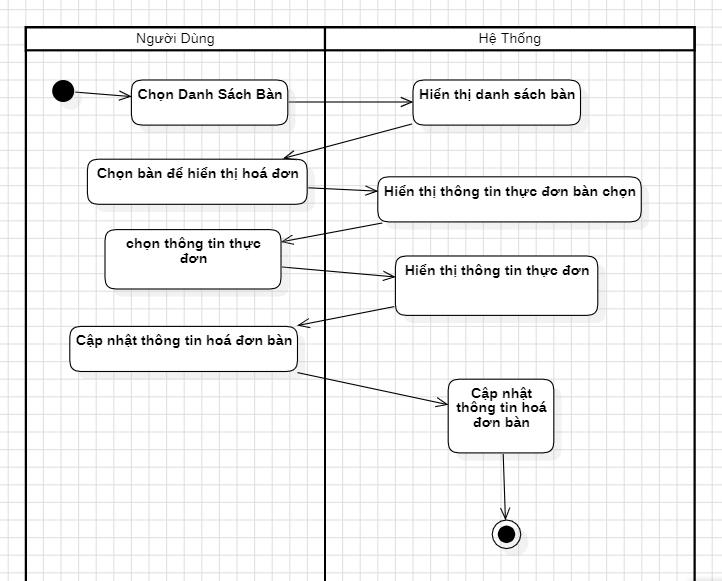 Người Dùng
Hệ Thống
Chọn Danh Sách Bàn
Hiển thị danh sách bàn
Chọn bàn để hiển thị hoá đơn
Hiển thị thông tin thực đơn bàn chọn
chọn thông tin thực
đơn
Hiển thị thông tin thực đơn
Cập nhật thông tin hoá đơn bàn
Cập nhật
thông tin hoá
đơn bàn